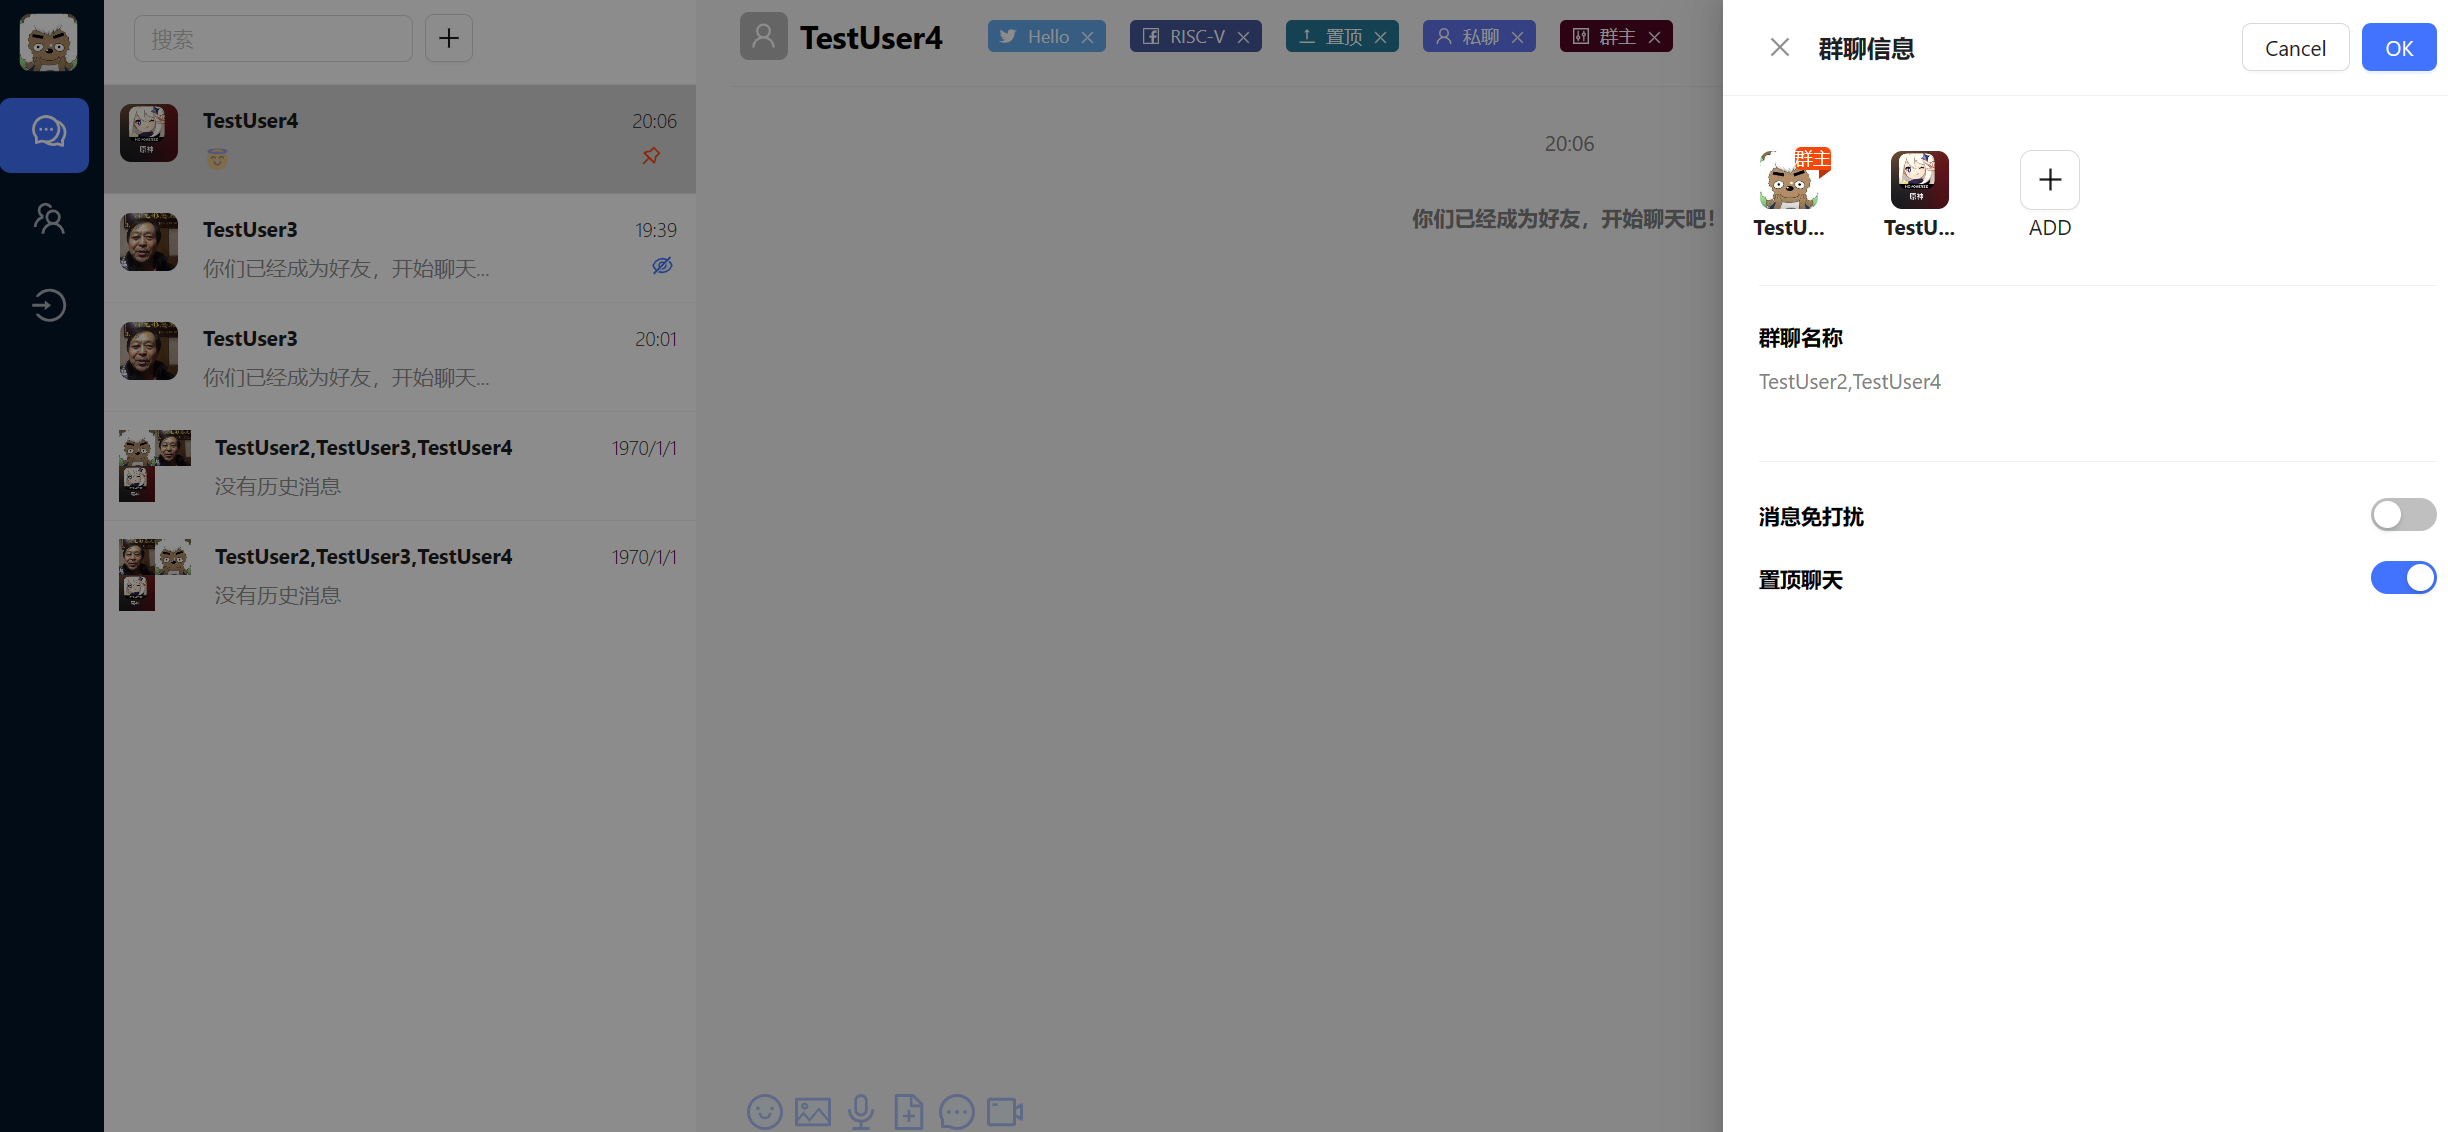 搜索
TestUser4
20:06
TestUser3
19:39
你们已经成为好友，开始聊天...
TestUser3
20:01
你们已经成为好友，开始聊天...
TestUser2,TestUser3,TestUser4
1970/1/1
没有历史消息
TestUser2,TestUser3,TestUser4
1970/1/1
没有历史消息
TestUser4
Hello
RISC-V
置顶
私聊
群主
20:06
你们已经成为好友，开始聊天吧！
群聊信息
Cancel
OK
群主
原神
TestU...
TestU...
ADD
群聊名称
TestUser2,TestUser4
消息免打扰
置顶聊天